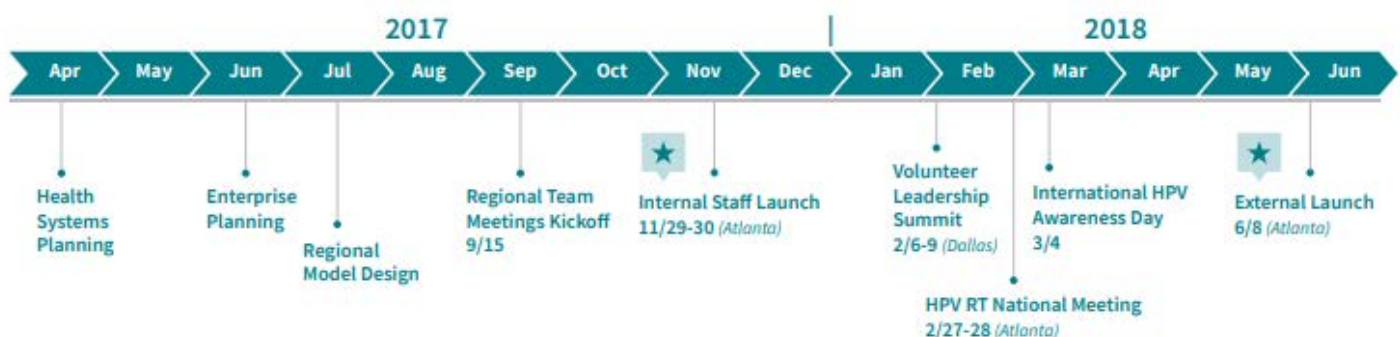 2017
2018
Apr May Jun Jul Aug Sep Oct Nov Dec Jan Feb Mar Apr May Jun
Health
Systems
Planning
Enterprise
Planning
Regional
Model Design
Regional Team
Meetings Kickoff
9/15
Internal Staff Launch
11/29-30 (Atlanta)
Volunteer
Leadership
Summit
2/6-9 (Dallas)
HPV RT National Meeting
2/27-28 (Atlanta)
International HPV
Awareness Day
3/4
External Launch
6/8 (Atlanta)